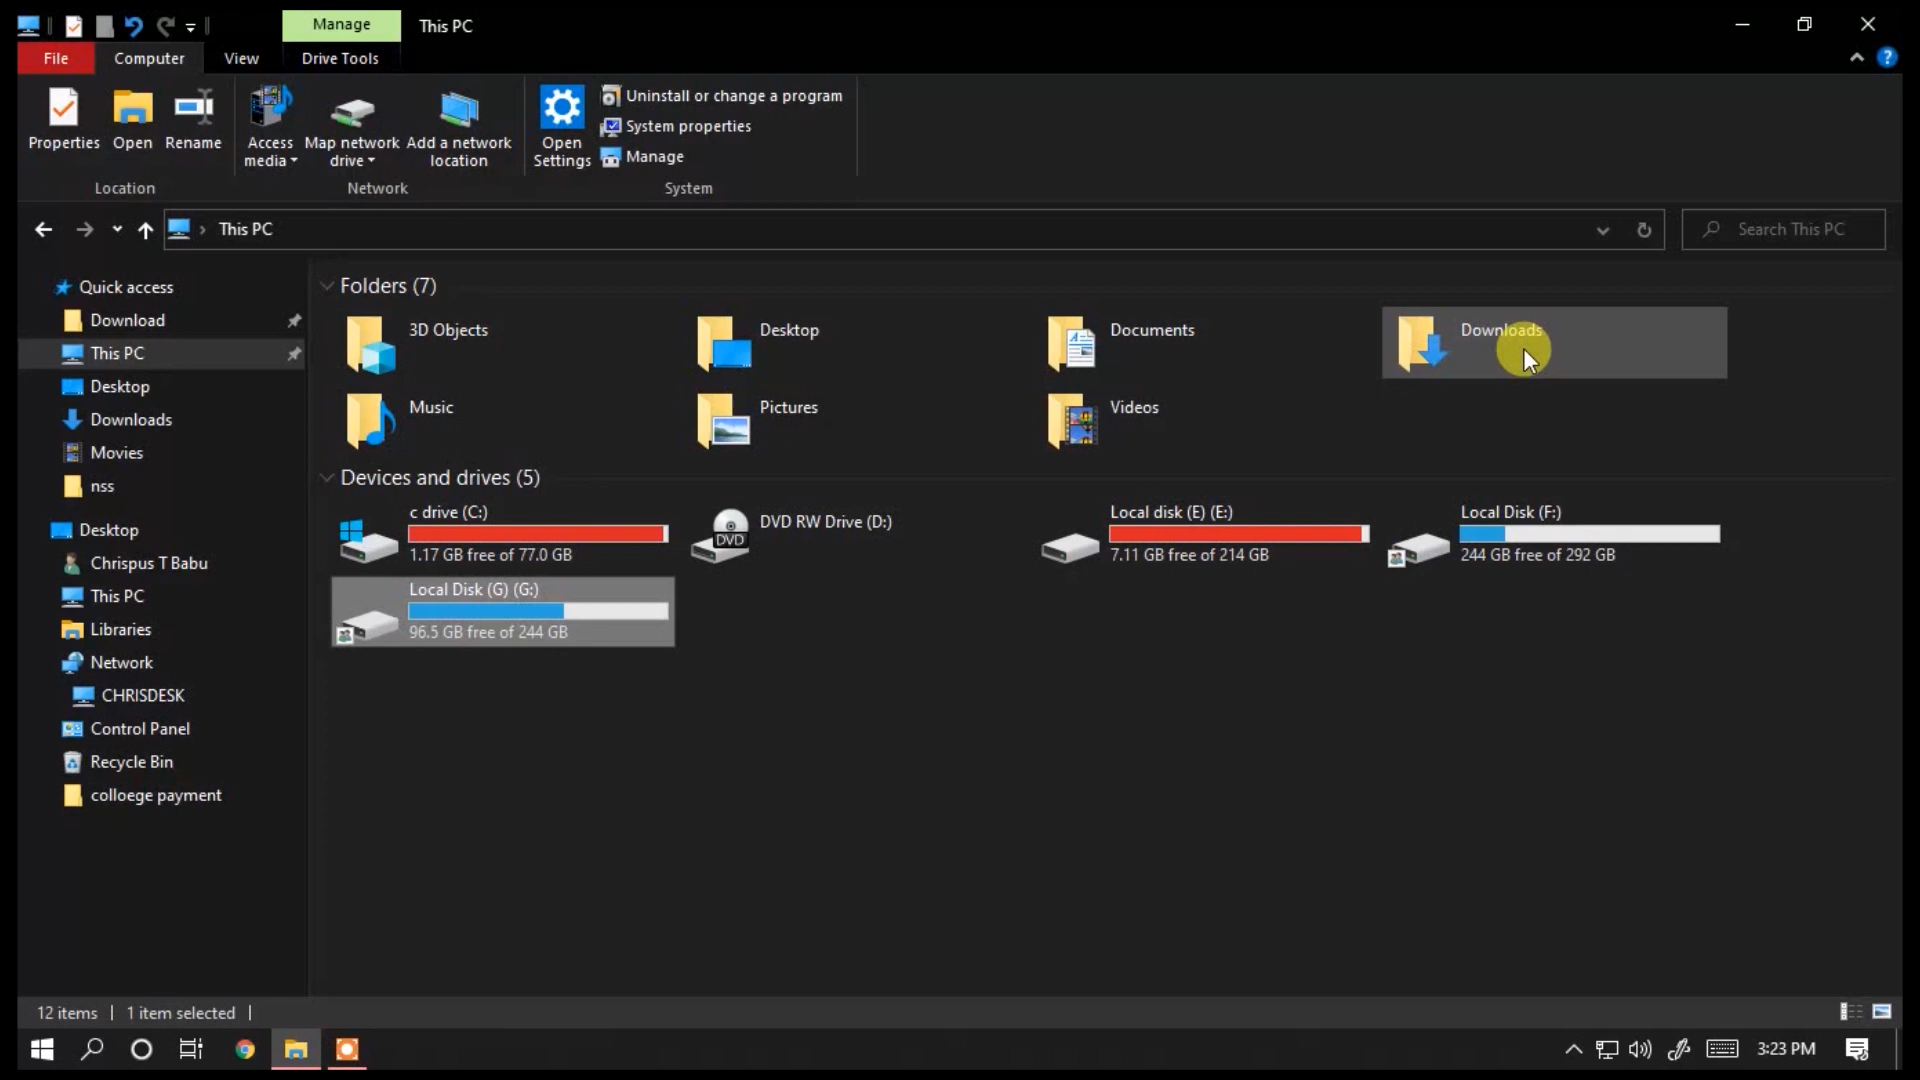 Manage
This PC
File
Computer
View
Drive Tools
Properties
Open
Rename
Access media
Map network drive
Add a network location
Open Settings
Uninstall or change a program
System properties
Manage
Location
Network
System
This PC
Search This PC
Quick access
Download
This PC
Desktop
Downloads
Movies
nss
Desktop
Chrispus T Babu
This PC
Libraries
Network
CHRISDESK
Control Panel
Recycle Bin
colloege payment
Folders (7)
3D Objects
Desktop
Documents
Downloads
Music
Pictures
Videos
Devices and drives (5)
c drive (C:)
1.17 GB free of 77.0 GB
DVD
DVD RW Drive (D:)
Local disk (E) (E:)
7.11 GB free of 214 GB
Local Disk (F:)
244 GB free of 292 GB
Local Disk (G) (G:)
96.5 GB free of 244 GB
12 items
1 item selected
3:23 PM